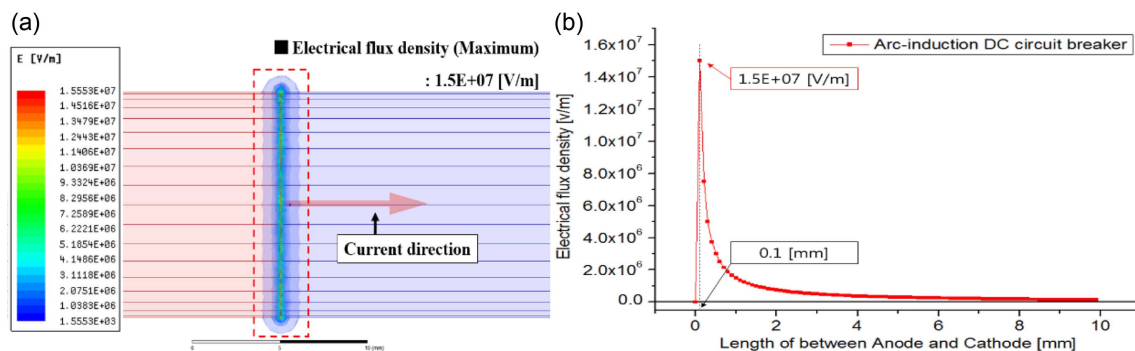 (a)
E [V/m]
1.5553E+07
1.4516E+07
1.3479E+07
1.2443E+07
1.1406E+07
1.0369E+07
9.3324E+06
8.2956E+06
7.2589E+06
6.2221E+06
5.1854E+06
4.1487E+06
3.1118E+06
2.0751E+06
1.0383E+06
1.5553E+03
Electrical flux density (Maximum)
: 1.5E+07 [V/m]
Current direction
0 5 10 (mm)
(b)
Electrical flux density [v/m]
1.6x10⁷
1.4x10⁷
1.2x10⁷
1.0x10⁷
8.0x10⁶
6.0x10⁶
4.0x10⁶
2.0x10⁶
0.0
Arc-induction DC circuit breaker
1.5E+07 [V/m]
0.1 [mm]
0 2 4 6 8 10
Length of between Anode and Cathode [mm]